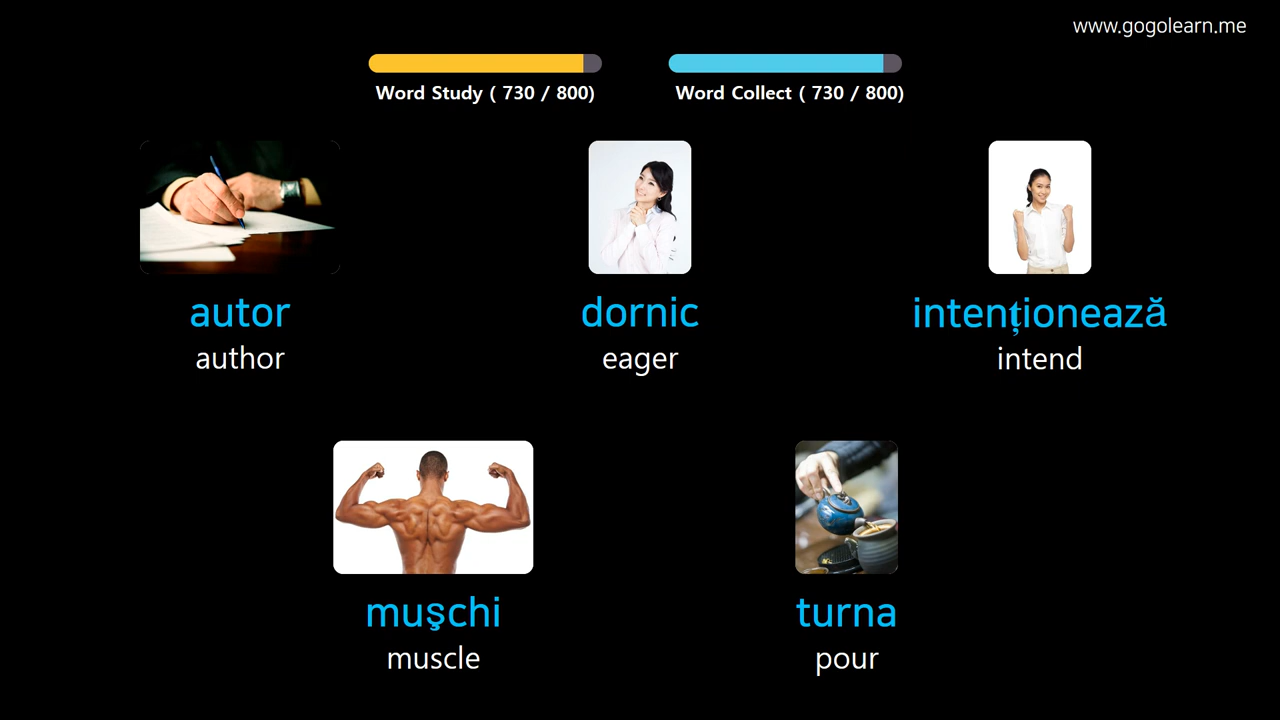 www.gogolearn.me
Word Study ( 730 / 800)
Word Collect ( 730 / 800)
autor
author
dornic
eager
intenționează
intend
muşchi
muscle
turna
pour